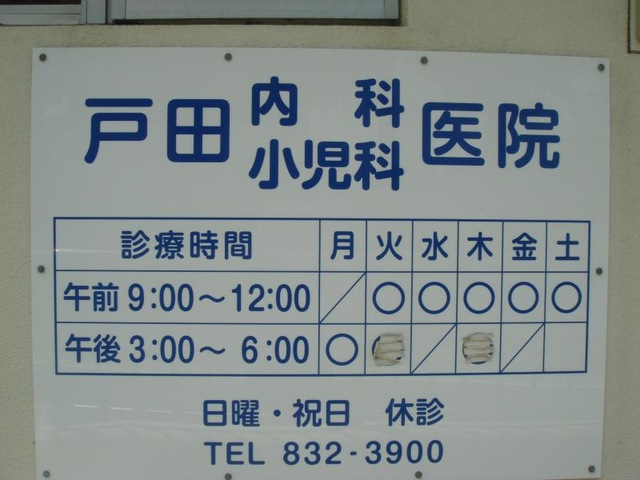 戸田内科小児科医院
診療時間 月 火 水 木 金 土
午前 9:00～12:00 ／ ○ ○ ○ ○ ○
午後 3:00～ 6:00 ○ ／ ／
日曜・祝日 休診
TEL 832-3900